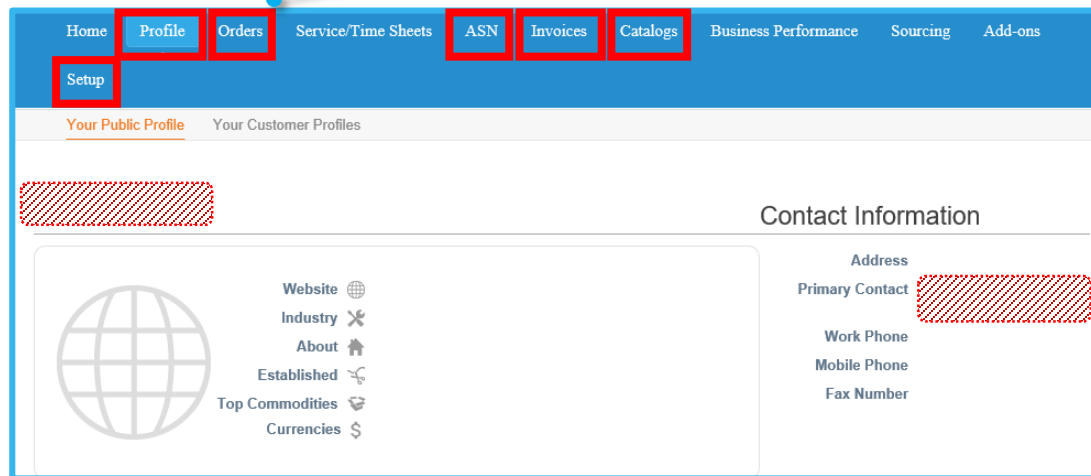 Home Profile Orders Service/Time Sheets ASN Invoices Catalogs Business Performance Sourcing Add-ons
Setup
Your Public Profile Your Customer Profiles
Contact Information
Website
Industry
About
Established
Top Commodities
Currencies
Address
Primary Contact
Work Phone
Mobile Phone
Fax Number